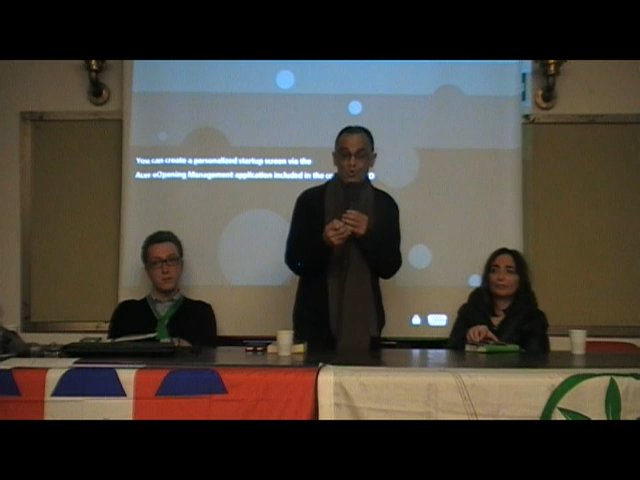 You can create a personalized startup screen via the
Acer eOpening Management application included in the